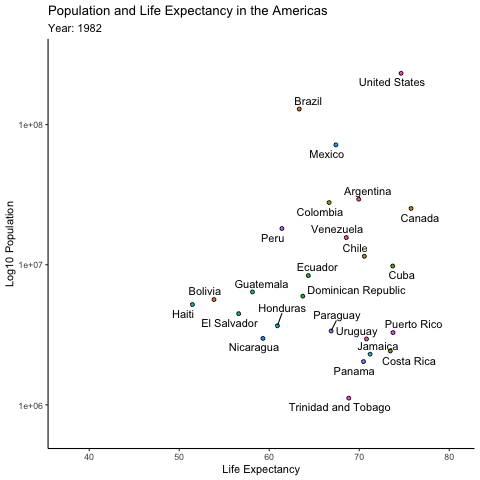 Population and Life Expectancy in the Americas
Year: 1982
United States
Brazil
1e+08
Mexico
Argentina
Colombia
Canada
Venezuela
Peru
Chile
1e+07
Ecuador
Cuba
Guatemala
Dominican Republic
Bolivia
Honduras
Haiti
El Salvador
Paraguay
Puerto Rico
Uruguay
Nicaragua
Jamaica
Costa Rica
Panama
1e+06
Trinidad and Tobago
Log10 Population
40 50 60 70 80
Life Expectancy